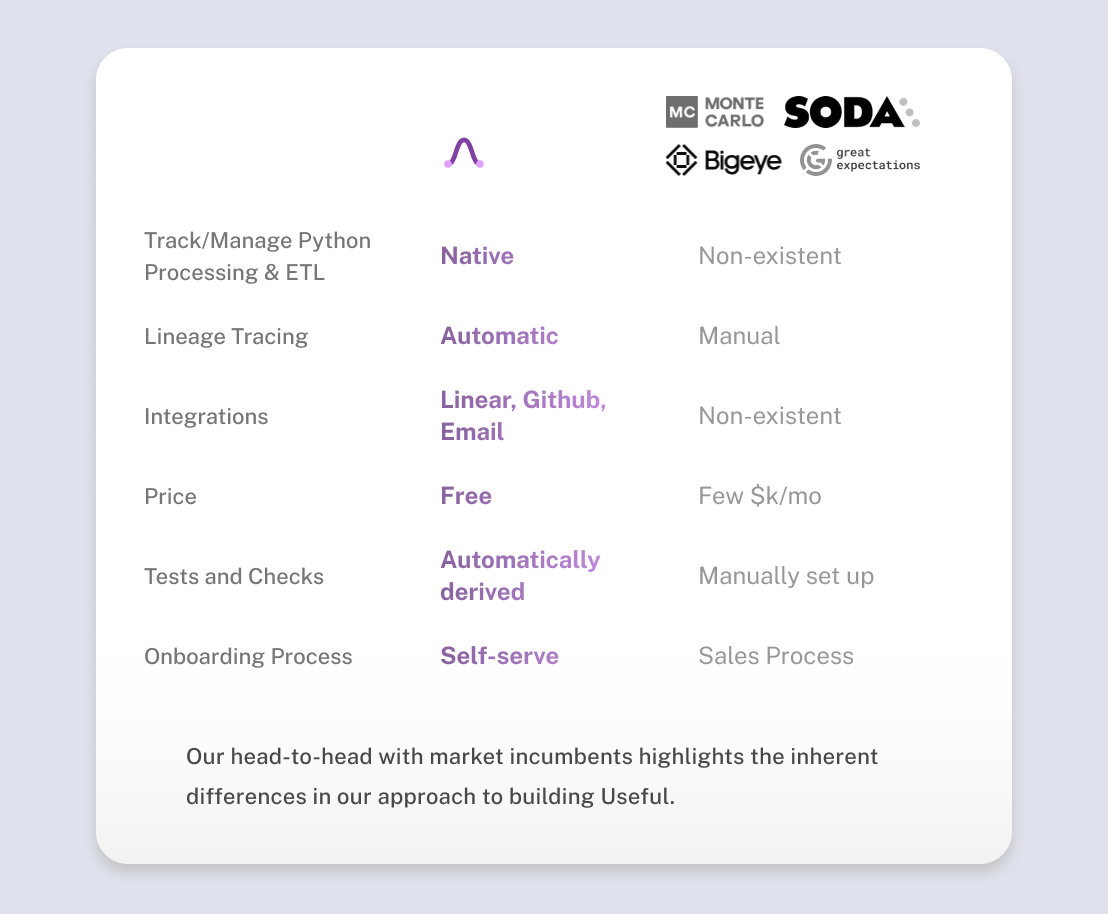 MC MONTE CARLO SODA
Bigeye great expectations
Track/Manage Python
Processing & ETL
Native
Non-existent
Lineage Tracing
Automatic
Manual
Integrations
Linear, Github,
Email
Non-existent
Price
Free
Few $k/mo
Tests and Checks
Automatically
derived
Manually set up
Onboarding Process
Self-serve
Sales Process
Our head-to-head with market incumbents highlights the inherent
differences in our approach to building Useful.